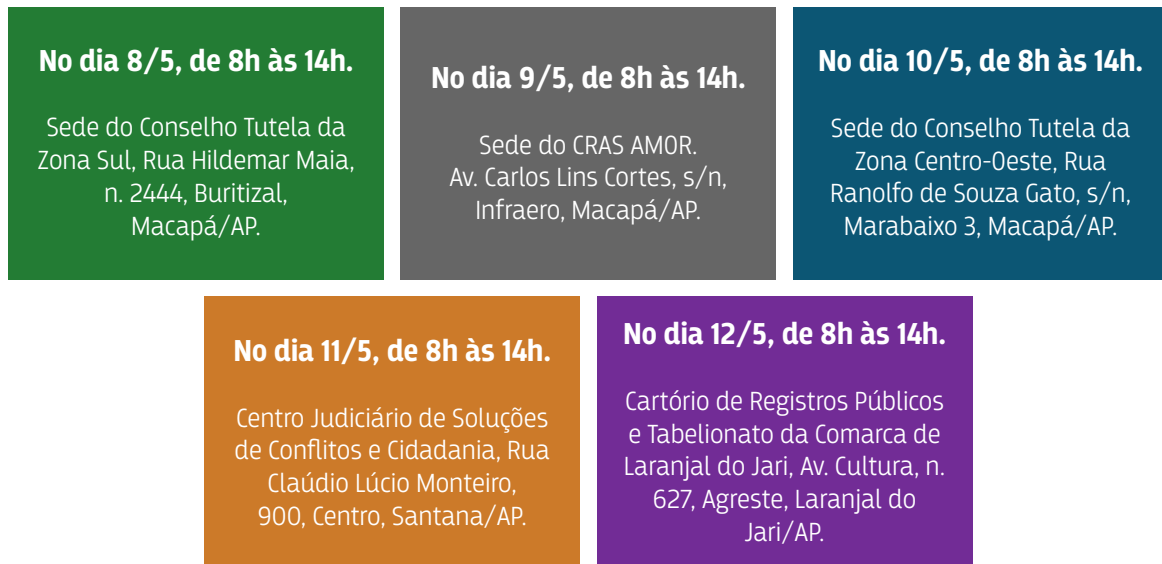 No dia 8/5, de 8h às 14h.
Sede do Conselho Tutela da
Zona Sul, Rua Hildemar Maia,
n. 2444, Buritizal,
Macapá/AP.
No dia 9/5, de 8h às 14h.
Sede do CRAS AMOR.
Av. Carlos Lins Cortes, s/n,
Infraero, Macapá/AP.
No dia 10/5, de 8h às 14h.
Sede do Conselho Tutela da
Zona Centro-Oeste, Rua
Ranolfo de Souza Gato, s/n,
Marabaixo 3, Macapá/AP.
No dia 11/5, de 8h às 14h.
Centro Judiciário de Soluções
de Conflitos e Cidadania, Rua
Claúdio Lúcio Monteiro,
900, Centro, Santana/AP.
No dia 12/5, de 8h às 14h.
Cartório de Registros Públicos
e Tabelionato da Comarca de
Laranjal do Jari, Av. Cultura, n.
627, Agreste, Laranjal do
Jari/AP.